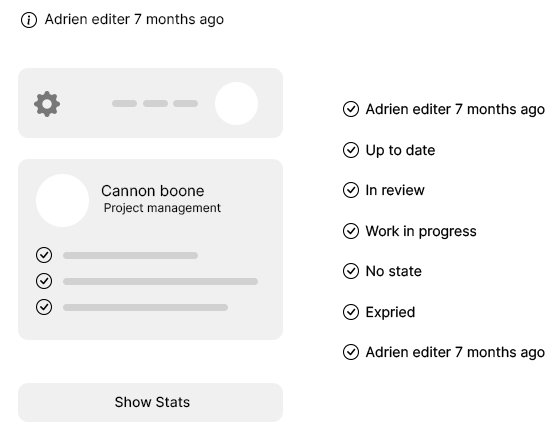 Adrien editer 7 months ago
Cannon boone
Project management
Show Stats
Adrien editer 7 months ago
Up to date
In review
Work in progress
No state
Expried
Adrien editer 7 months ago